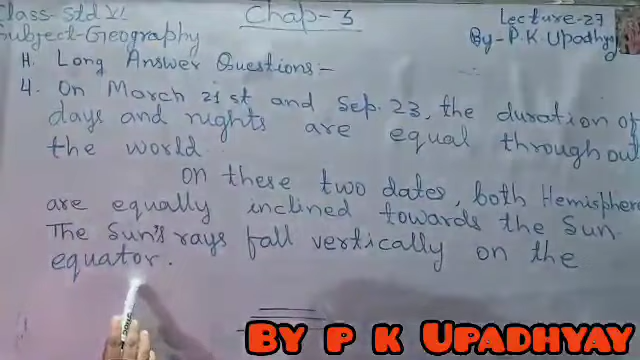 Class-Std VI
Chap-3
Lecture-27
Subject-Geography
By-P.K Upadhyay
H. Long Answer Questions:-
4. On March 21st and Sep. 23, the duration of
days and nights are equal throughout
the world.
On these two dates, both Hemisphere
are equally inclined towards the Sun.
The Sun's rays fall vertically on the
equator.
BY P K UPADHYAY